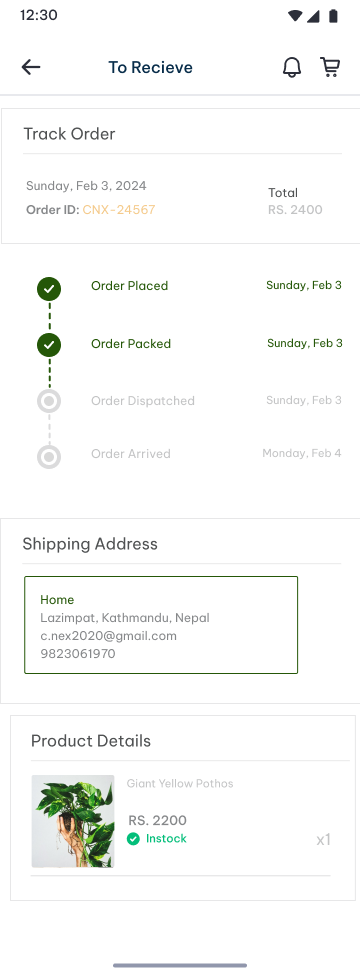 12:30
To Recieve
Track Order
Sunday, Feb 3, 2024
Order ID: CNX-24567
Total
RS. 2400
Order Placed Sunday, Feb 3
Order Packed Sunday, Feb 3
Order Dispatched Sunday, Feb 3
Order Arrived Monday, Feb 4
Shipping Address
Home
Lazimpat, Kathmandu, Nepal
c.nex2020@gmail.com
9823061970
Product Details
Giant Yellow Pothos
RS. 2200
Instock
x1